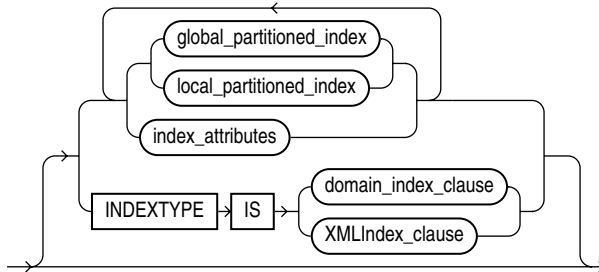 global_partitioned_index
local_partitioned_index
index_attributes
INDEXTYPE IS
domain_index_clause
XMLIndex_clause